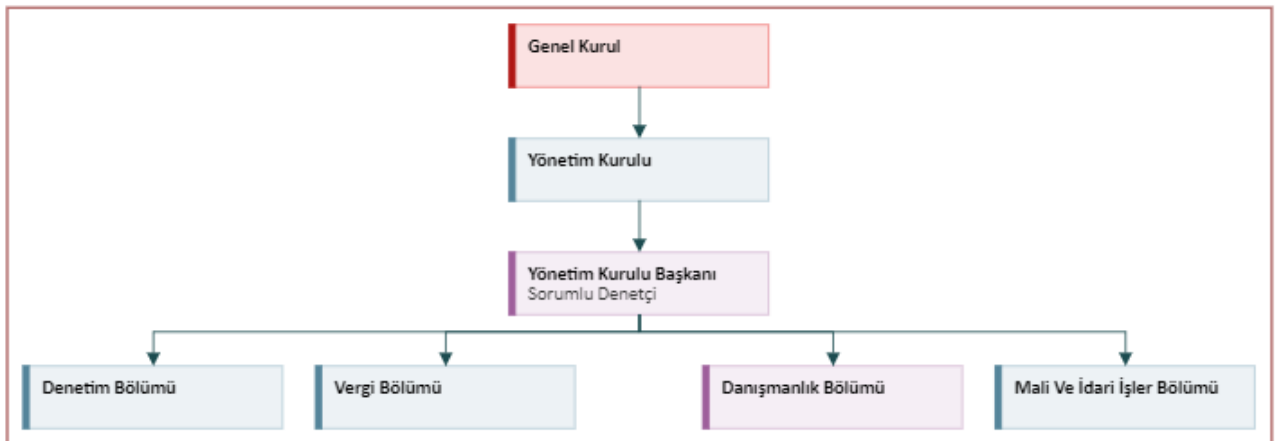 Genel Kurul
Yönetim Kurulu
Yönetim Kurulu Başkanı
Sorumlu Denetçi
Denetim Bölümü
Vergi Bölümü
Danışmanlık Bölümü
Mali Ve İdari İşler Bölümü